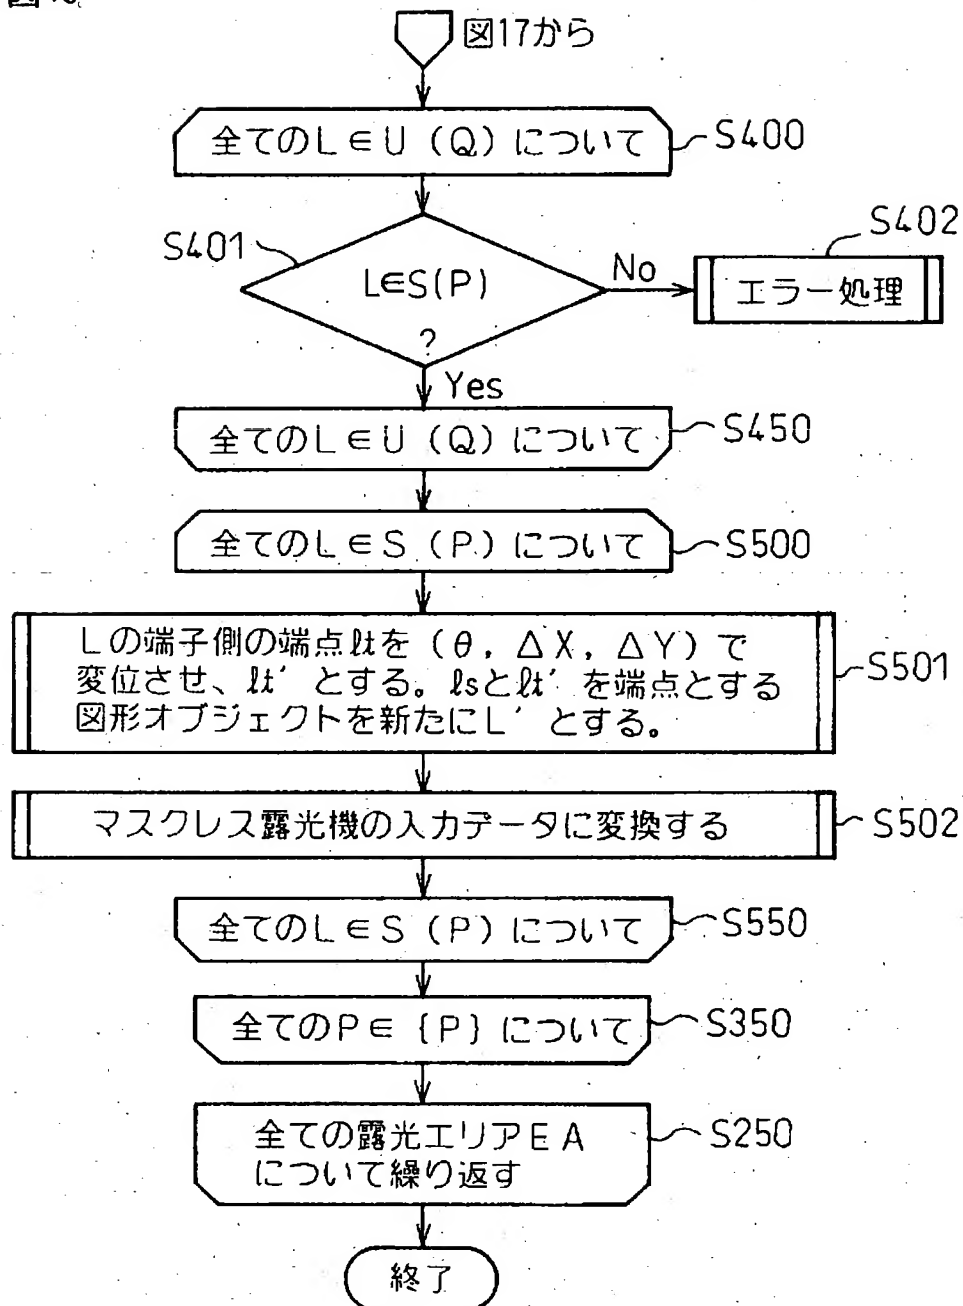 図17から
全てのL∈U(Q)について
S400
S401
L∈S(P)
?
No
S402
エラー処理
Yes
全てのL∈U(Q)について
S450
全てのL∈S(P)について
S500
Lの端子側の端点ℓtを(θ, ΔX, ΔY)で
変位させ、ℓt′とする。ℓsとℓt′を端点とする
図形オブジェクトを新たにL′とする。
S501
マスクレス露光機の入力データに変換する
S502
全てのL∈S(P)について
S550
全てのP∈{P}について
S350
全ての露光エリアEA
について繰り返す
S250
終了